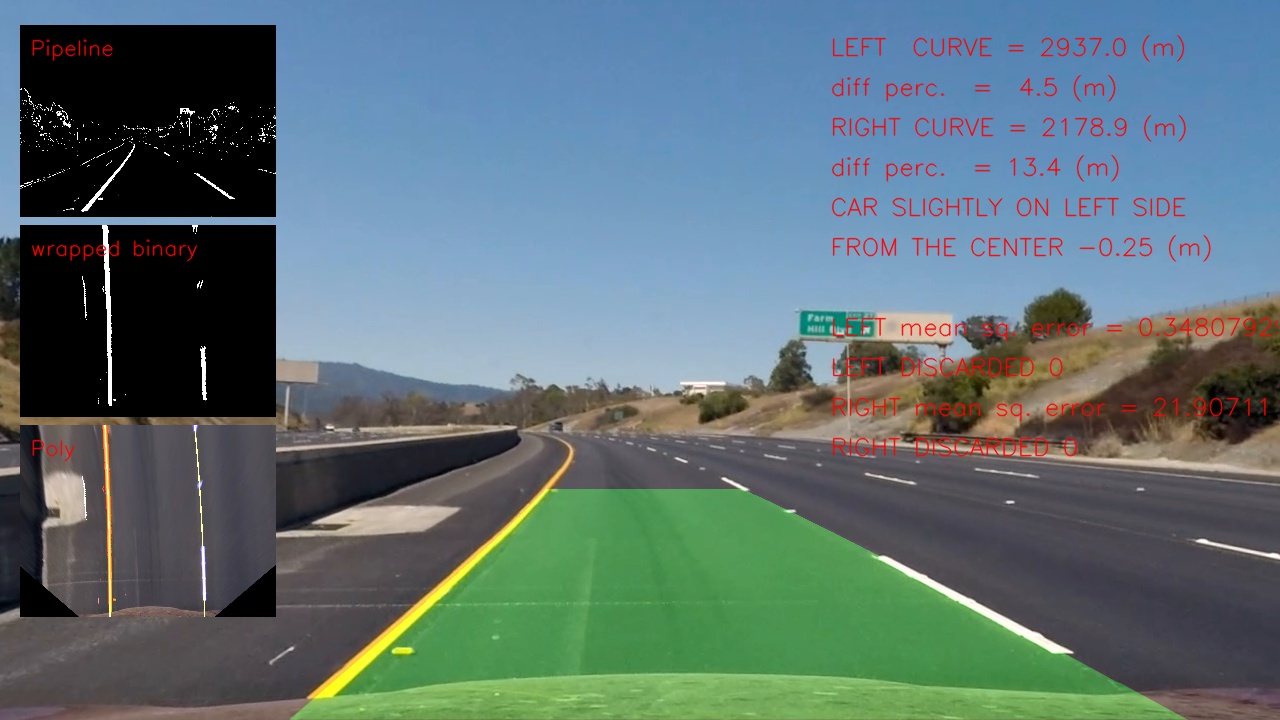 Pipeline
wrapped binary
Poly
LEFT CURVE = 2937.0 (m)
diff perc. = 4.5 (m)
RIGHT CURVE = 2178.9 (m)
diff perc. = 13.4 (m)
CAR SLIGHTLY ON LEFT SIDE
FROM THE CENTER −0.25 (m)
Farm
Hill
LEFT mean sq. error = 0.3480792
LEFT DISCARDED 0
RIGHT mean sq. error = 21.90711
RIGHT DISCARDED 0